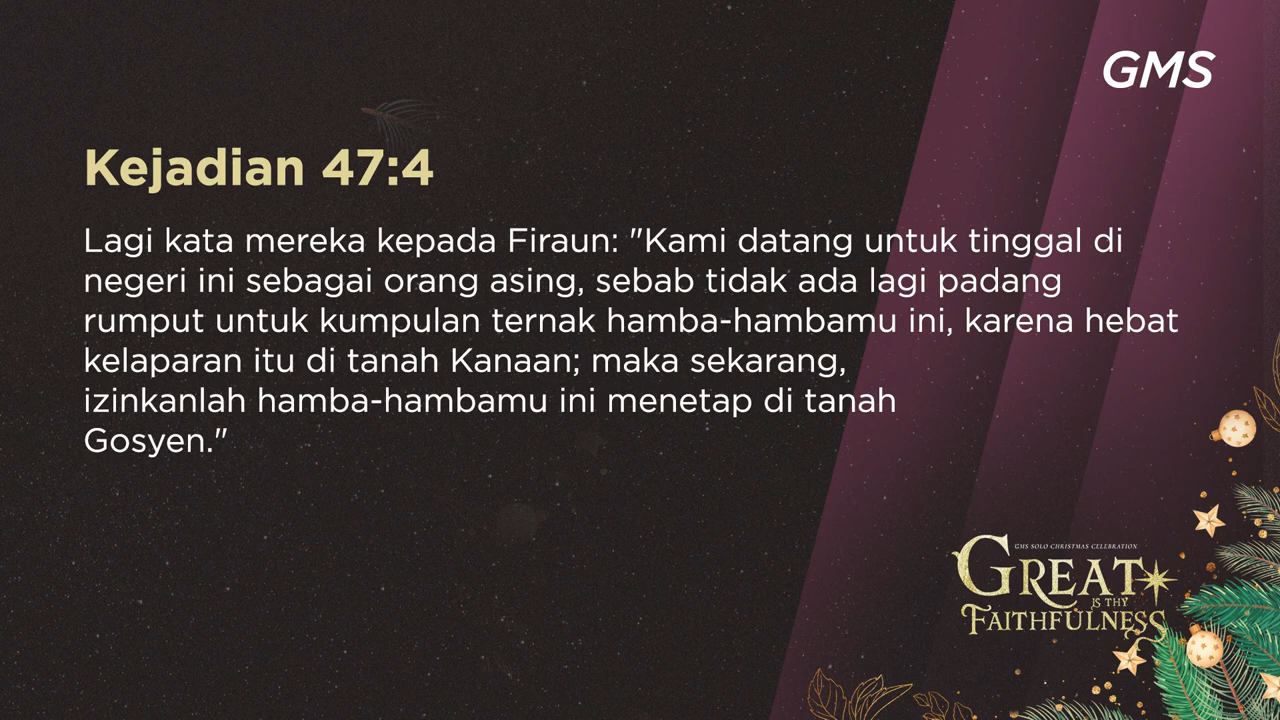 GMS
Kejadian 47:4
Lagi kata mereka kepada Firaun: "Kami datang untuk tinggal di
negeri ini sebagai orang asing, sebab tidak ada lagi padang
rumput untuk kumpulan ternak hamba-hambamu ini, karena hebat
kelaparan itu di tanah Kanaan; maka sekarang,
izinkanlah hamba-hambamu ini menetap di tanah
Gosyen."
GMS SOLO CHRISTMAS CELEBRATION
GREAT
IS THY
FAITHFULNESS